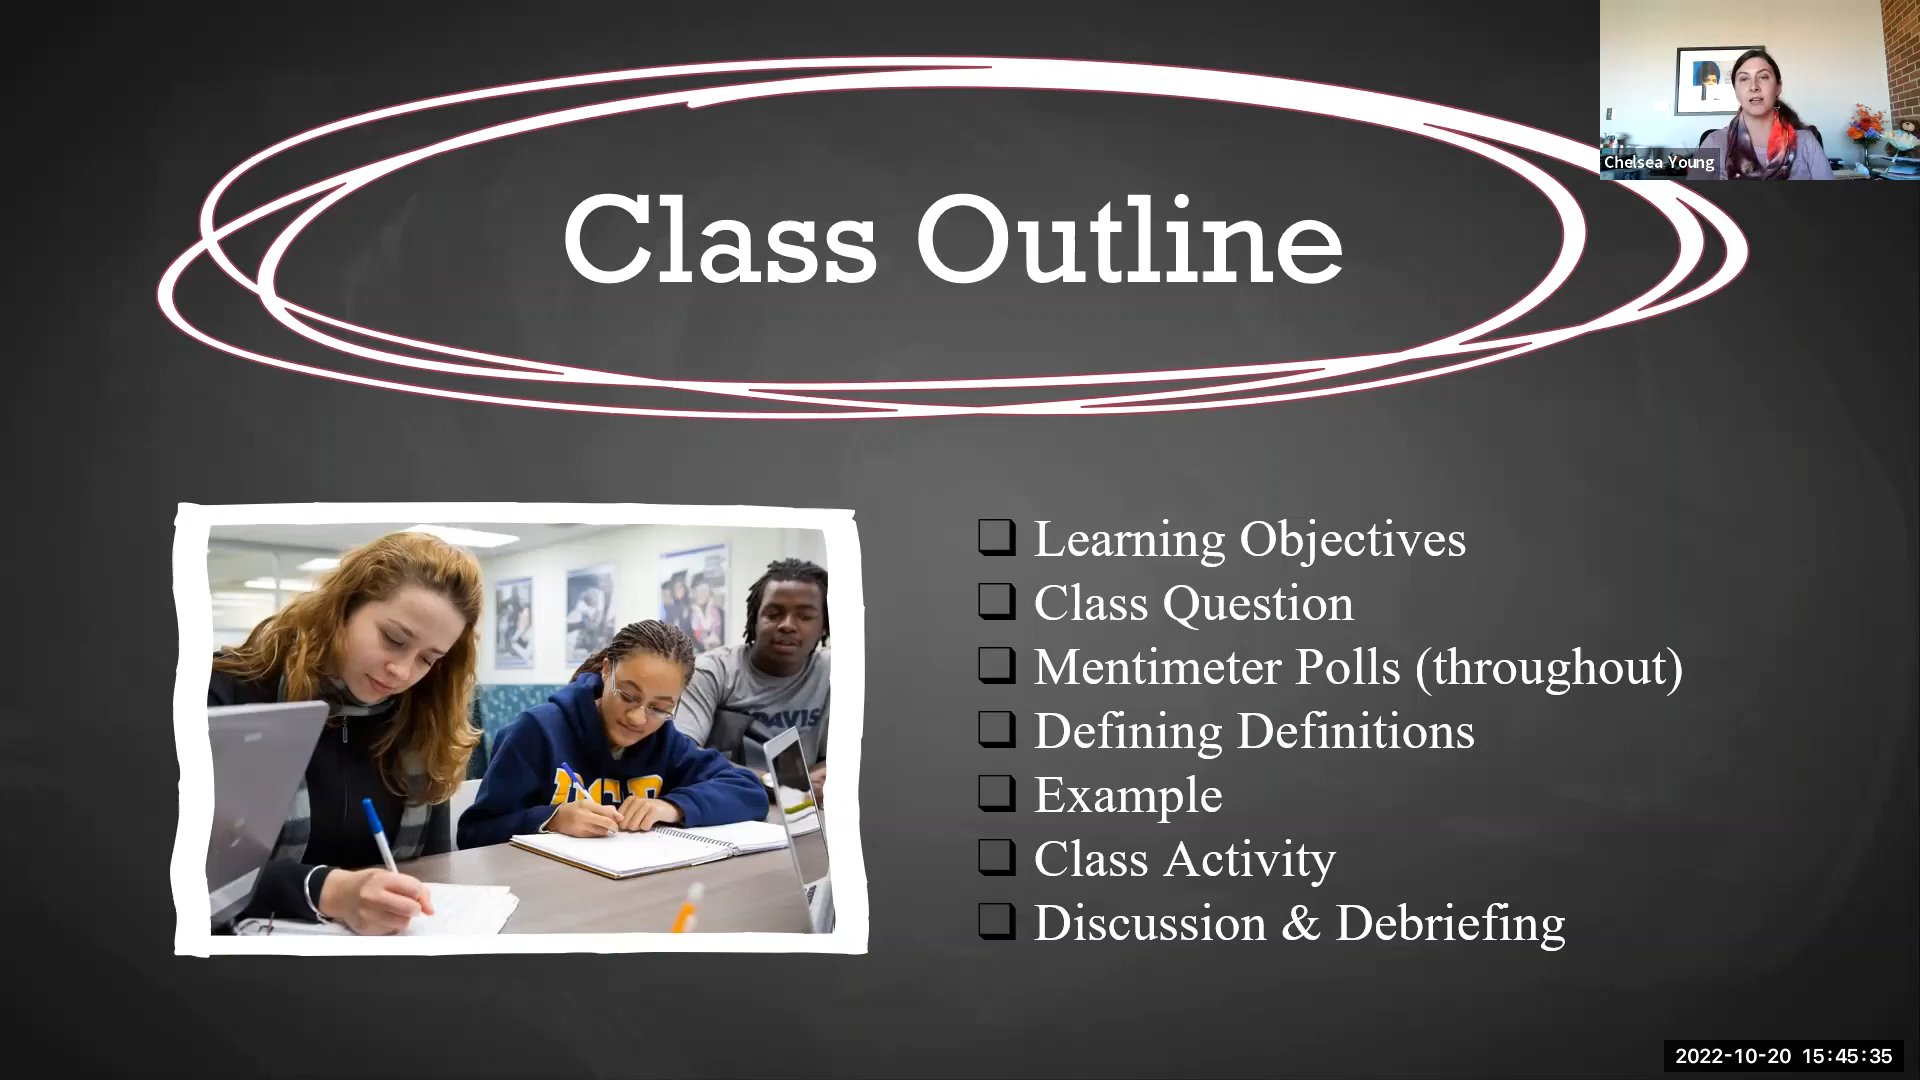 Class Outline
Chelsea Young
Learning Objectives
Class Question
Mentimeter Polls (throughout)
Defining Definitions
Example
Class Activity
Discussion & Debriefing
DAVIS
2022-10-20 15:45:35